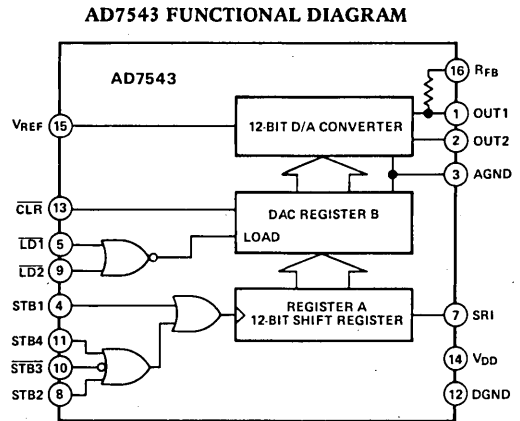 AD7543 FUNCTIONAL DIAGRAM
AD7543
16 RFB
VREF 15
12-BIT D/A CONVERTER
1 OUT1
2 OUT2
3 AGND
CLR 13
DAC REGISTER B
LOAD
LD1 5
LD2 9
STB1 4
REGISTER A
12-BIT SHIFT REGISTER
7 SRI
STB4 11
STB3 10
STB2 8
14 VDD
12 DGND